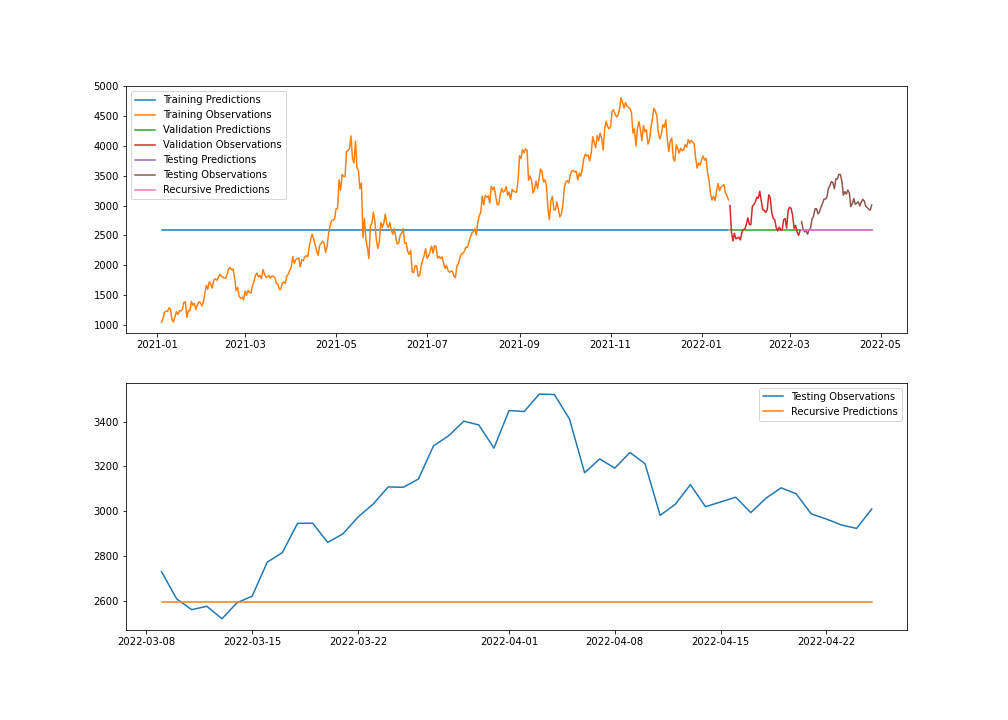 5000
4500
4000
3500
3000
2500
2000
1500
1000
Training Predictions
Training Observations
Validation Predictions
Validation Observations
Testing Predictions
Testing Observations
Recursive Predictions
2021-01 2021-03 2021-05 2021-07 2021-09 2021-11 2022-01 2022-03 2022-05
3400
3200
3000
2800
2600
Testing Observations
Recursive Predictions
2022-03-08 2022-03-15 2022-03-22 2022-04-01 2022-04-08 2022-04-15 2022-04-22